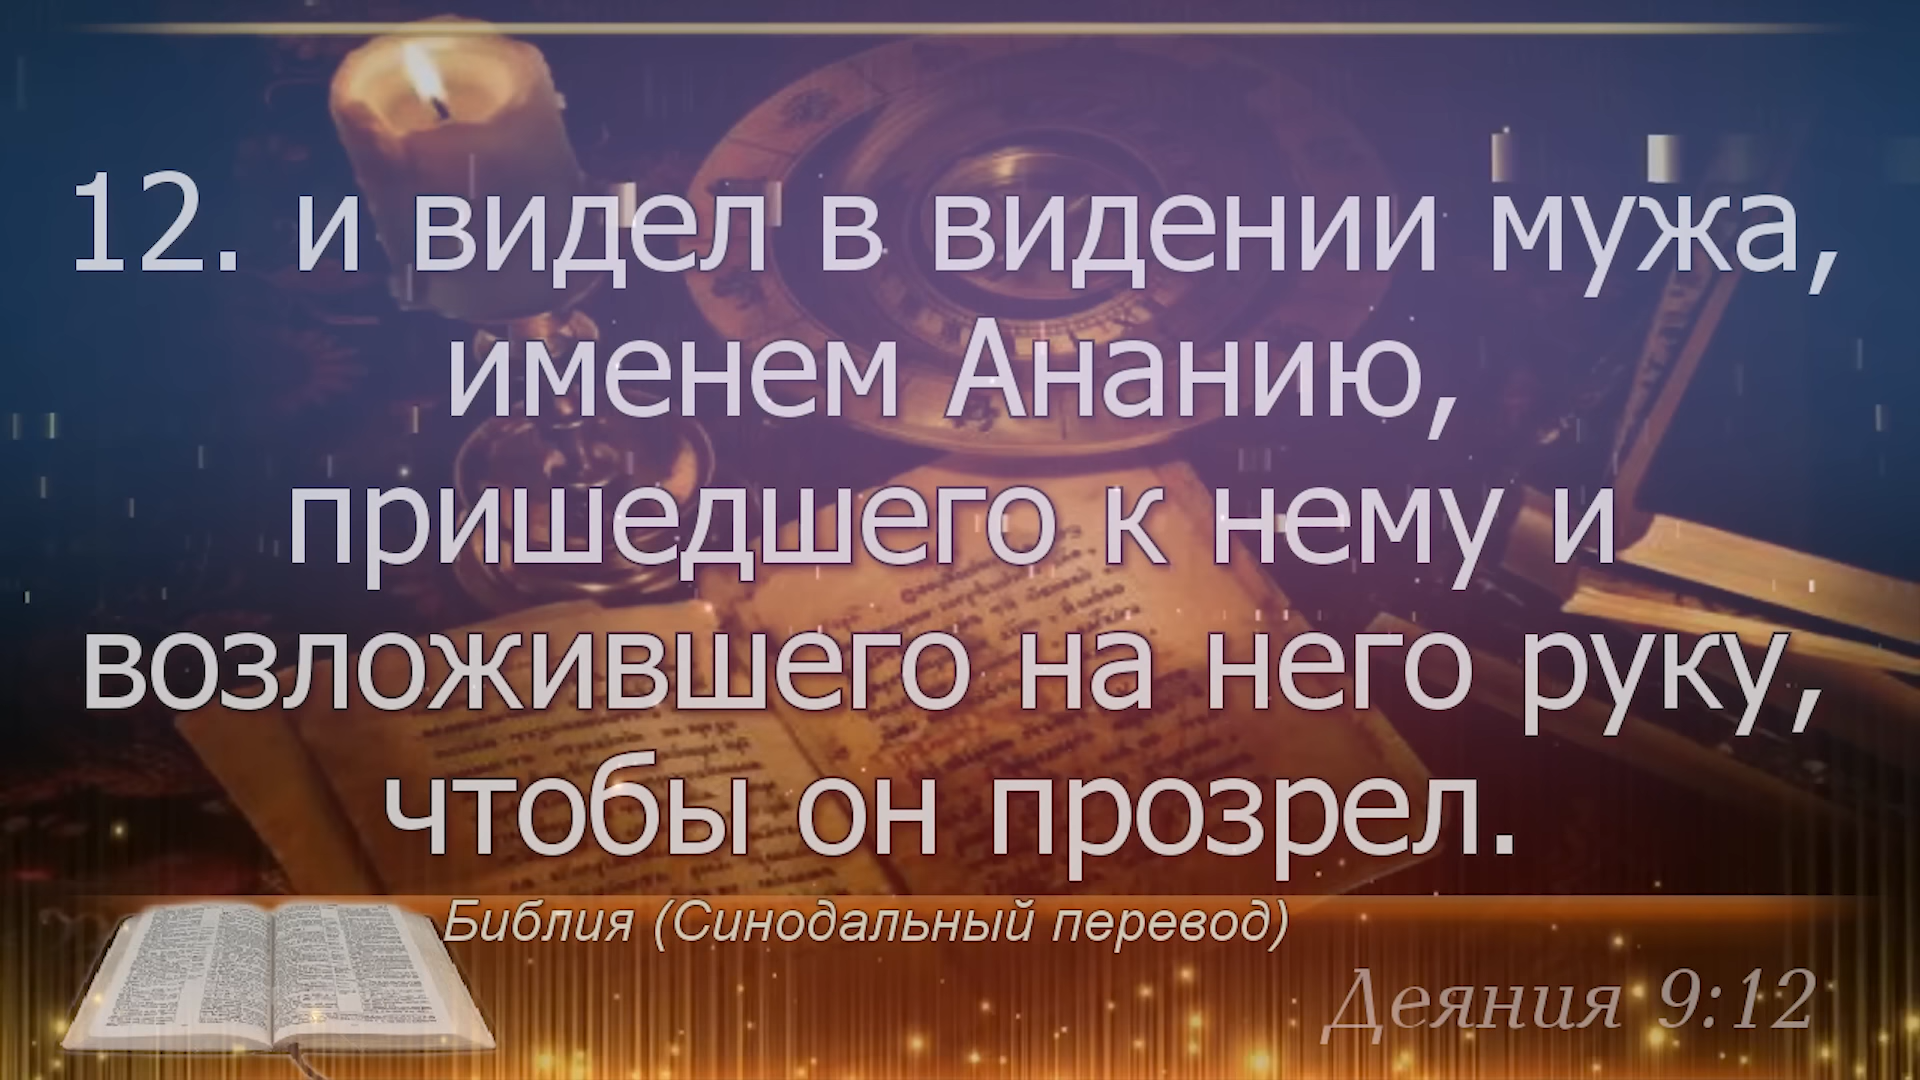 12. и видел в видении мужа,
именем Ананию,
пришедшего к нему и
возложившего на него руку,
чтобы он прозрел.
Библия (Синодальный перевод)
Деяния 9:12